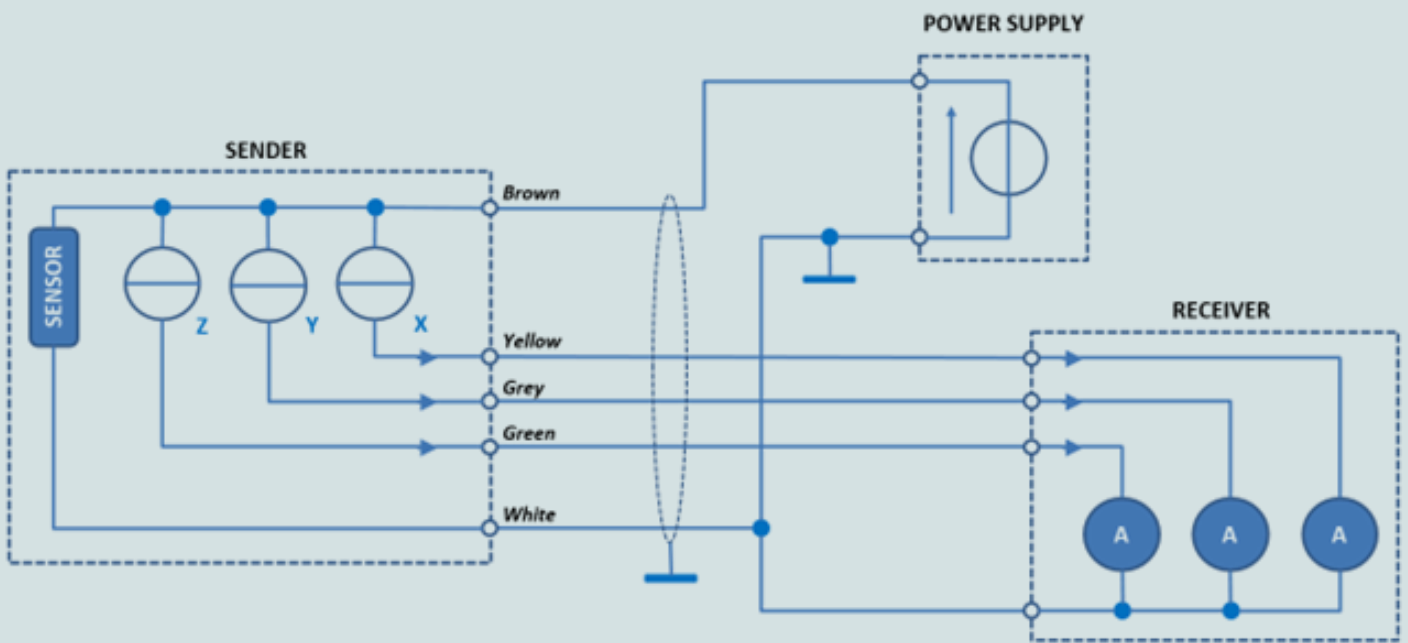 POWER SUPPLY
SENDER
Brown
SENSOR
Z
Y
X
RECEIVER
Yellow
Grey
Green
White
A
A
A